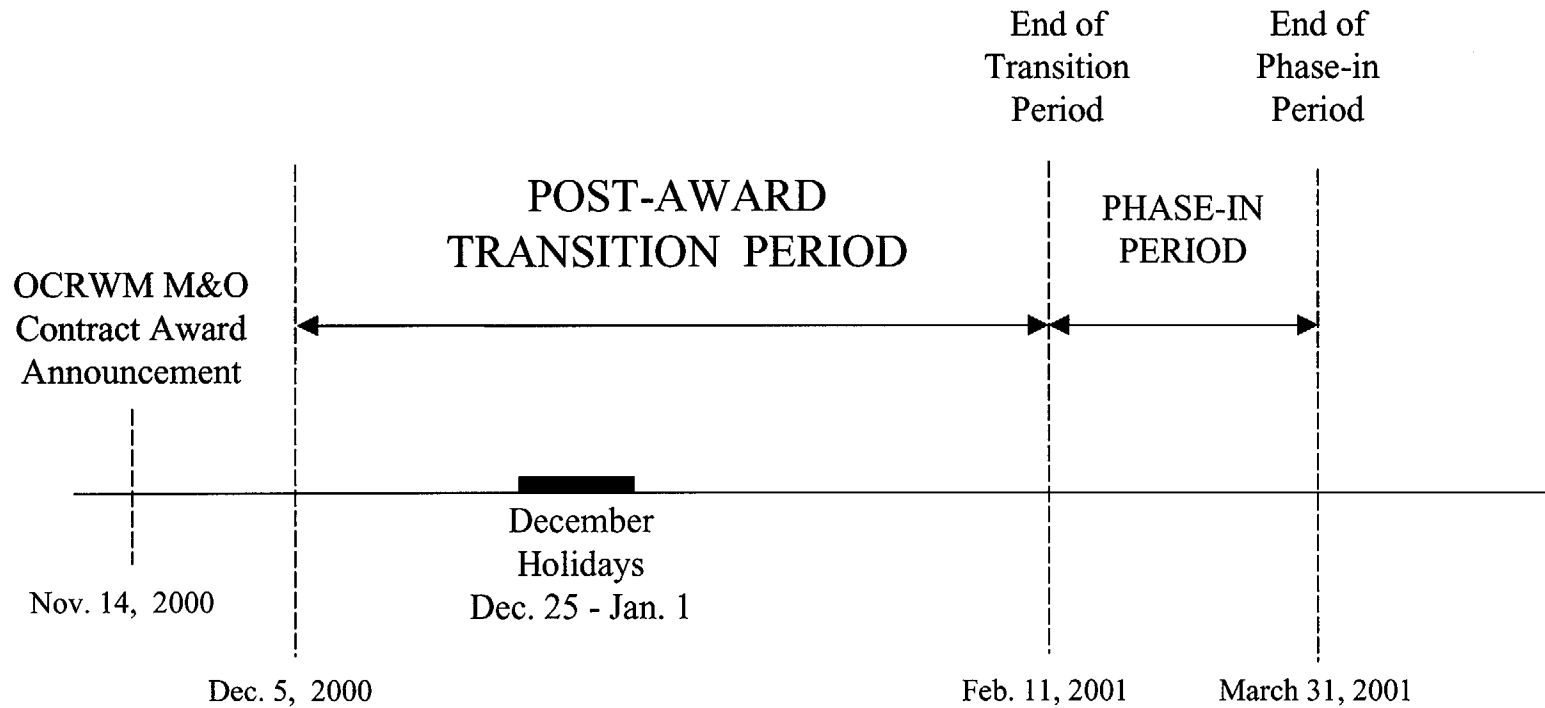 End of
Transition
Period
End of
Phase-in
Period
POST-AWARD
TRANSITION PERIOD
PHASE-IN
PERIOD
OCRWM M&O
Contract Award
Announcement
December
Holidays
Dec. 25 - Jan. 1
Nov. 14, 2000
Dec. 5, 2000
Feb. 11, 2001
March 31, 2001